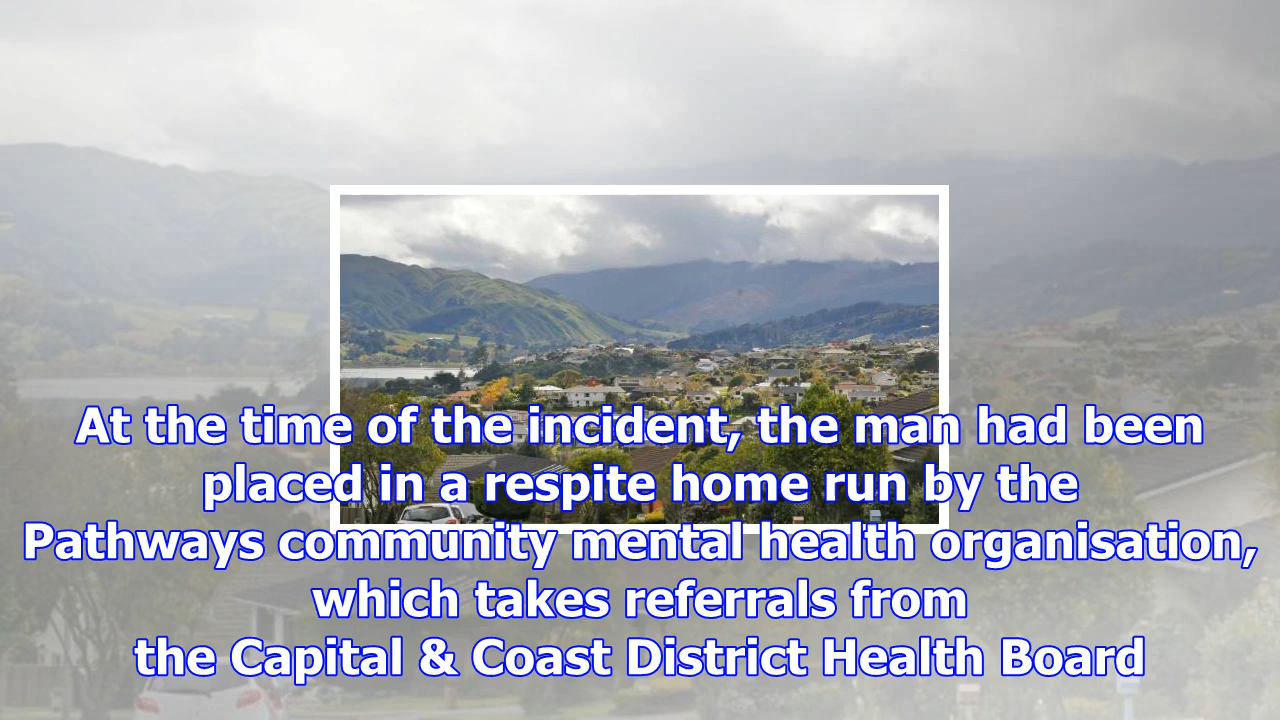 At the time of the incident, the man had been
placed in a respite home run by the
Pathways community mental health organisation,
which takes referrals from
the Capital & Coast District Health Board